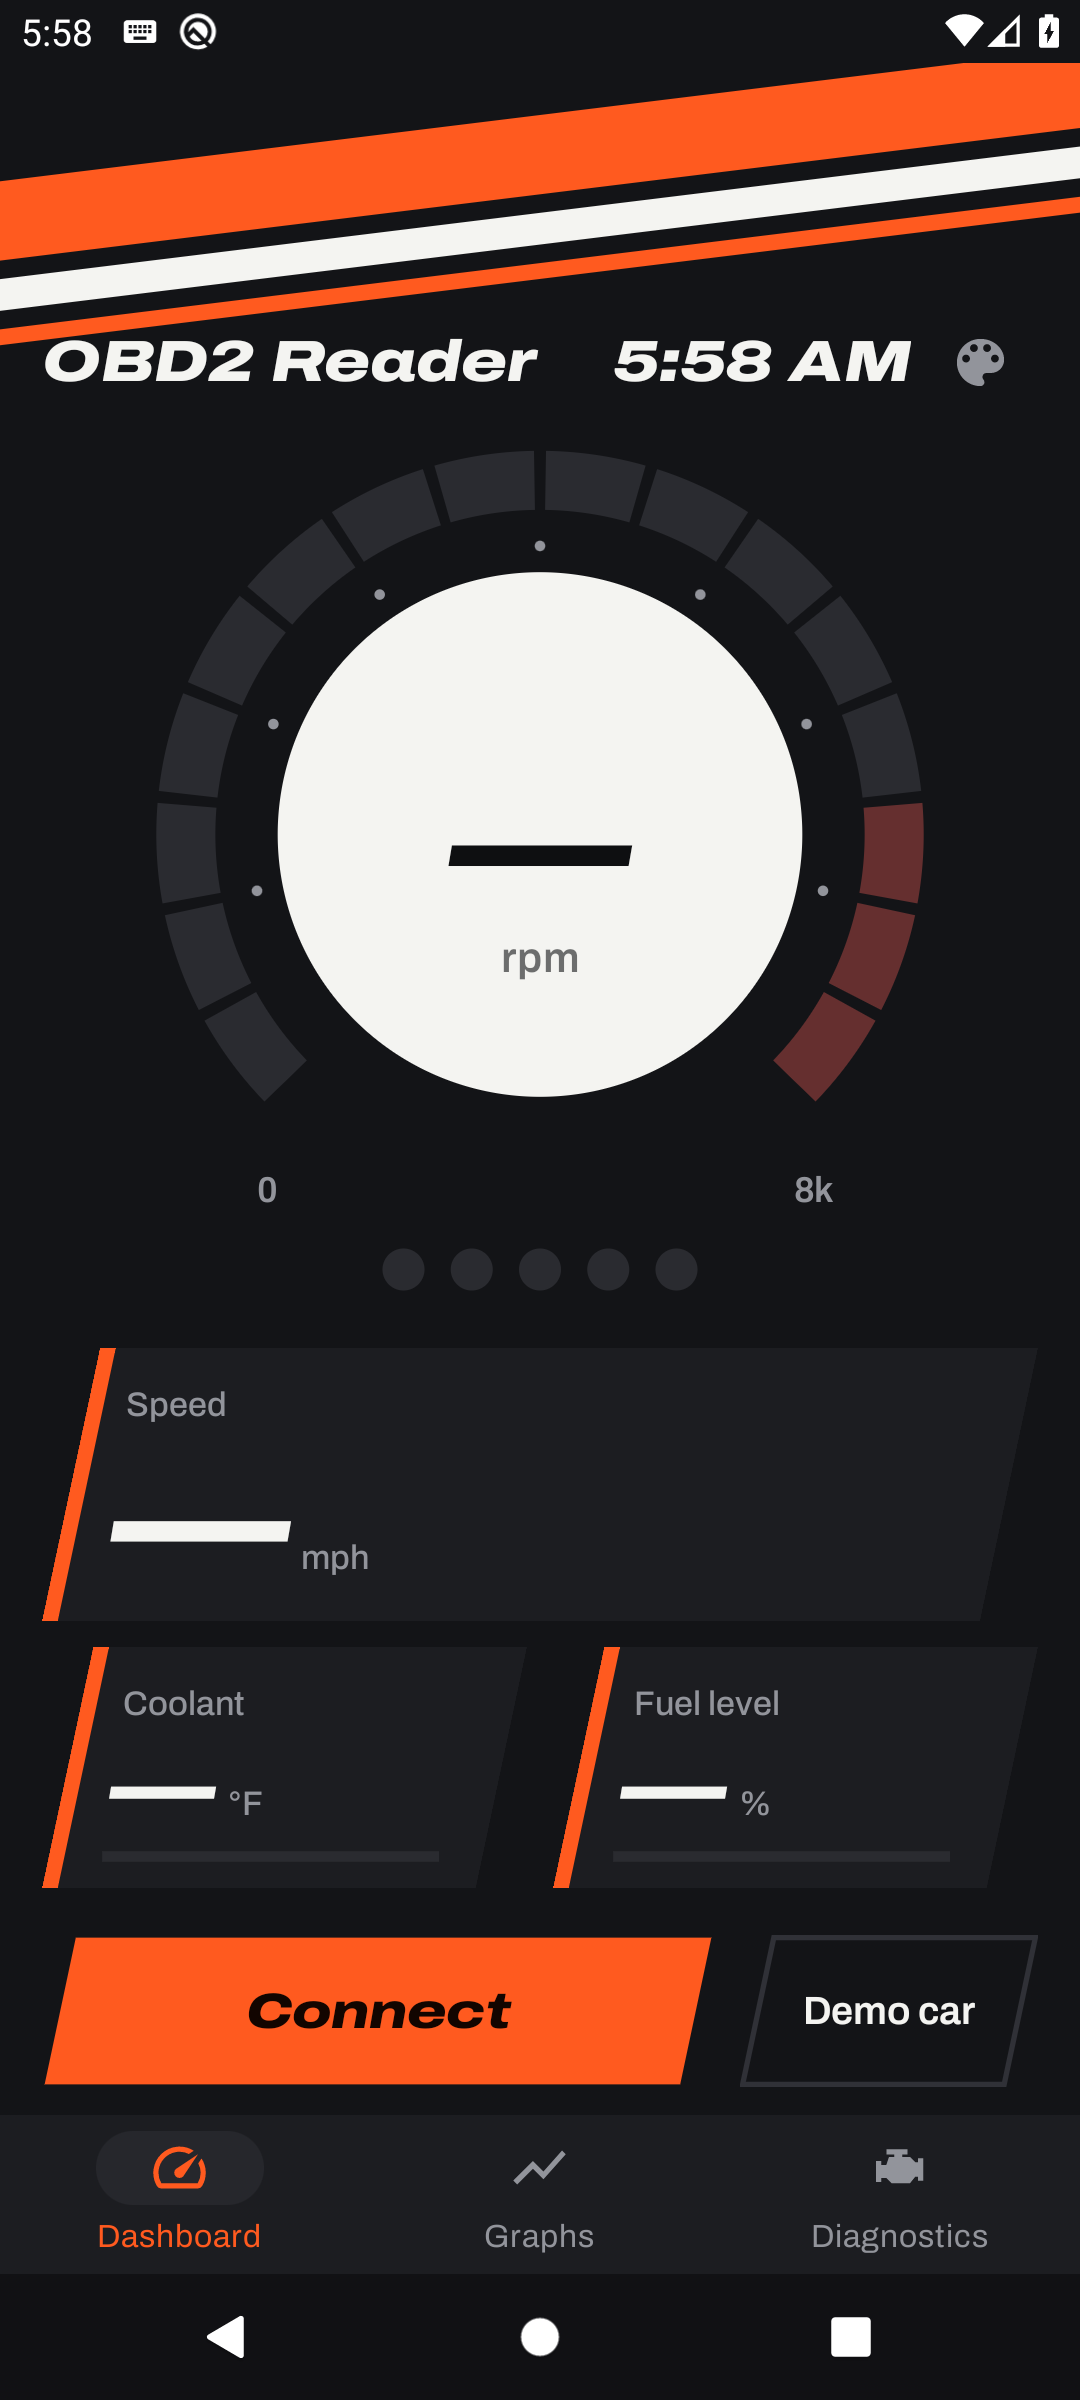 5:58
OBD2 Reader 5:58 AM
— rpm
0 8k
Speed
— mph
Coolant Fuel level
— °F — %
Connect Demo car
Dashboard Graphs Diagnostics